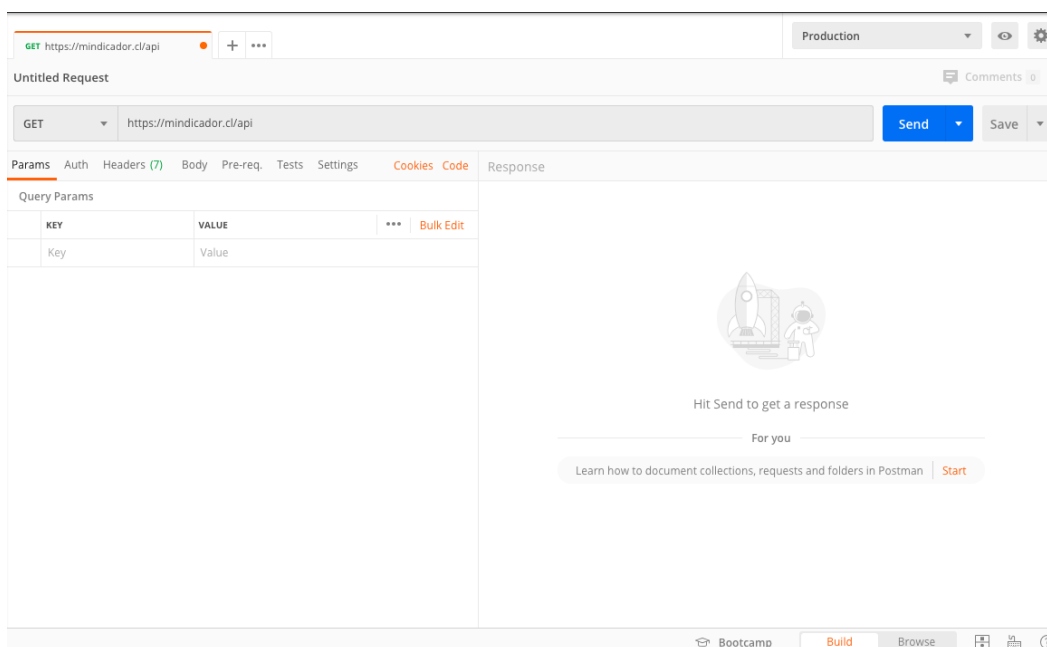 GET https://mindicador.cl/api + ••• Production
Untitled Request Comments 0
GET https://mindicador.cl/api Send Save
Params Auth Headers (7) Body Pre-req. Tests Settings Cookies Code Response
Query Params
KEY VALUE ••• Bulk Edit
Key Value
Hit Send to get a response
For you
Learn how to document collections, requests and folders in Postman Start
Bootcamp Build Browse